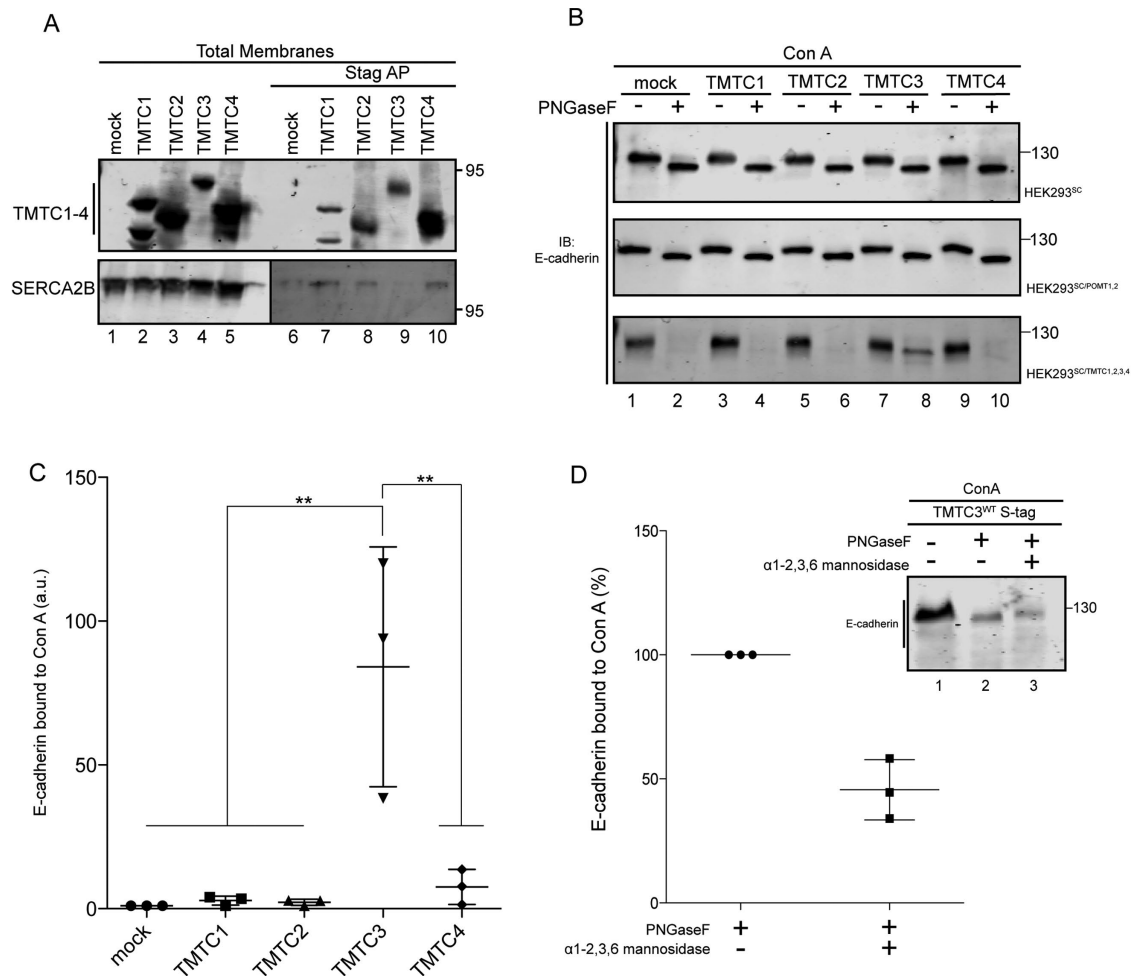 A
Total Membranes
Stag AP
mock
TMTC1
TMTC2
TMTC3
TMTC4
mock
TMTC1
TMTC2
TMTC3
TMTC4
95
TMTC1-4
SERCA2B
95
1 2 3 4 5 6 7 8 9 10
B
Con A
mock TMTC1 TMTC2 TMTC3 TMTC4
PNGaseF - + - + - + - + - +
130
HEK293SC
IB:
E-cadherin
130
HEK293SC/POMT1,2
130
HEK293SC/TMTC1,2,3,4
1 2 3 4 5 6 7 8 9 10
C
E-cadherin bound to Con A (a.u.)
150
100
50
0
**
**
mock
TMTC1
TMTC2
TMTC3
TMTC4
D
E-cadherin bound to Con A (%)
150
100
50
0
PNGaseF + +
α1-2,3,6 mannosidase - +
ConA
TMTC3WT S-tag
PNGaseF - + +
α1-2,3,6 mannosidase - - +
E-cadherin
130
1 2 3